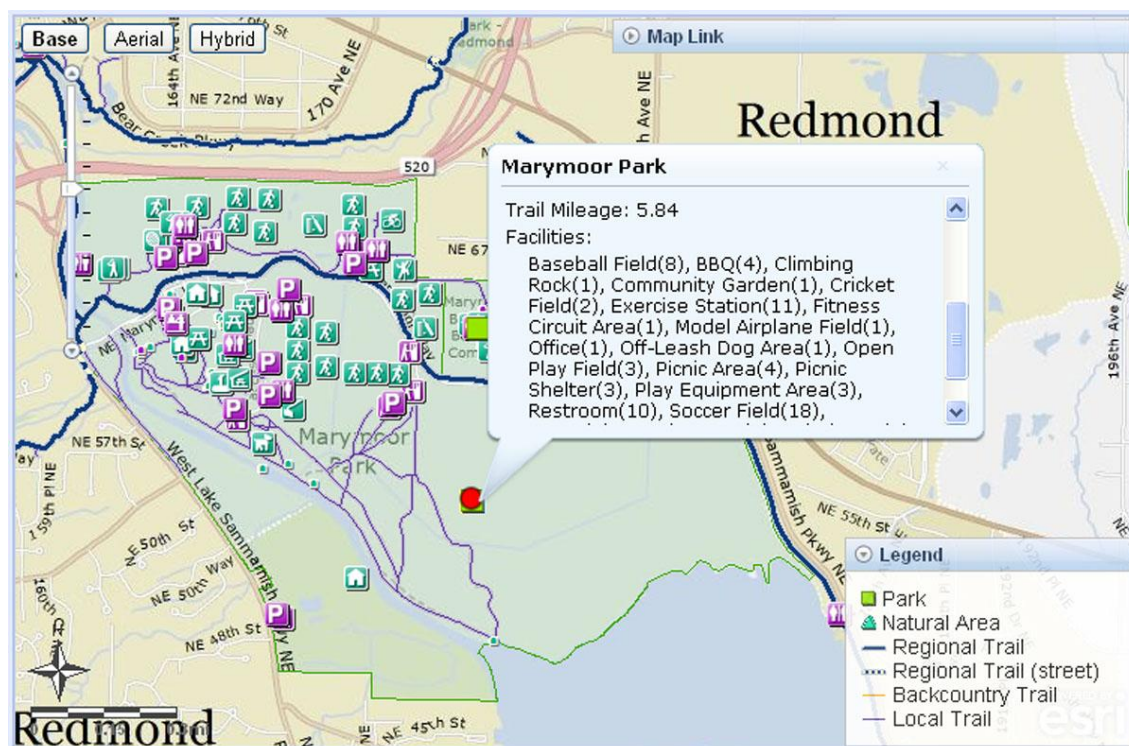 Base Aerial Hybrid
Map Link
164th Ave NE
NE 72nd Way
170 Ave NE
520
Redmond
Marymoor Park
Trail Mileage: 5.84
Facilities:
Baseball Field(8), BBQ(4), Climbing
Rock(1), Community Garden(1), Cricket
Field(2), Exercise Station(11), Fitness
Circuit Area(1), Model Airplane Field(1),
Office(1), Off-Leash Dog Area(1), Open
Play Field(3), Picnic Area(4), Picnic
Shelter(3), Play Equipment Area(3),
Restroom(10), Soccer Field(18),
NE 67
196th Ave NE
NE 57th St
Marymoor
Park
West Lake Sammamish
159th Pl NE
NE 50th St
NE 50th Way
160th
NE 48th St
NE 45th St
NE 55th St
Sammamish Pkwy NE
Legend
Park
Natural Area
Regional Trail
Regional Trail (street)
Backcountry Trail
Local Trail
esri
Redmond